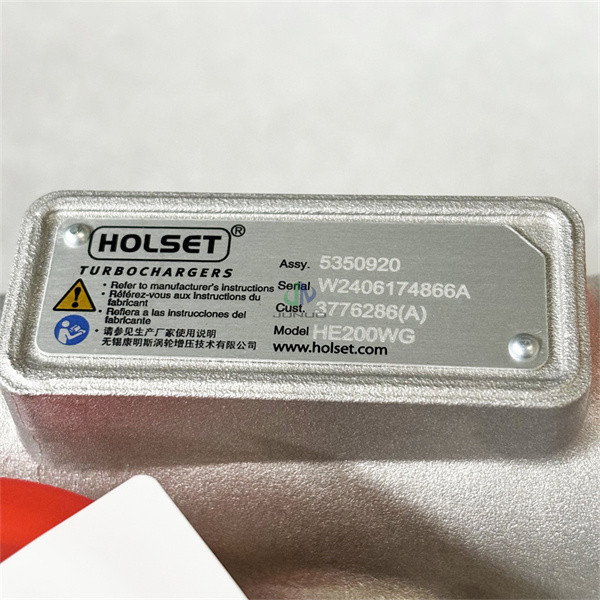 HOLSET®
TURBOCHARGERS
• Refer to manufacturer's instructions
• Référez-vous aux instructions du
fabricant
• Refiera a las instrucciones del
fabricante
• 请参见生产厂家使用说明
无锡康明斯涡轮增压技术有限公司
Assy. 5350920
Serial W2406174866A
Cust. 3776286(A)
Model HE200WG
www.holset.com
JUNUO